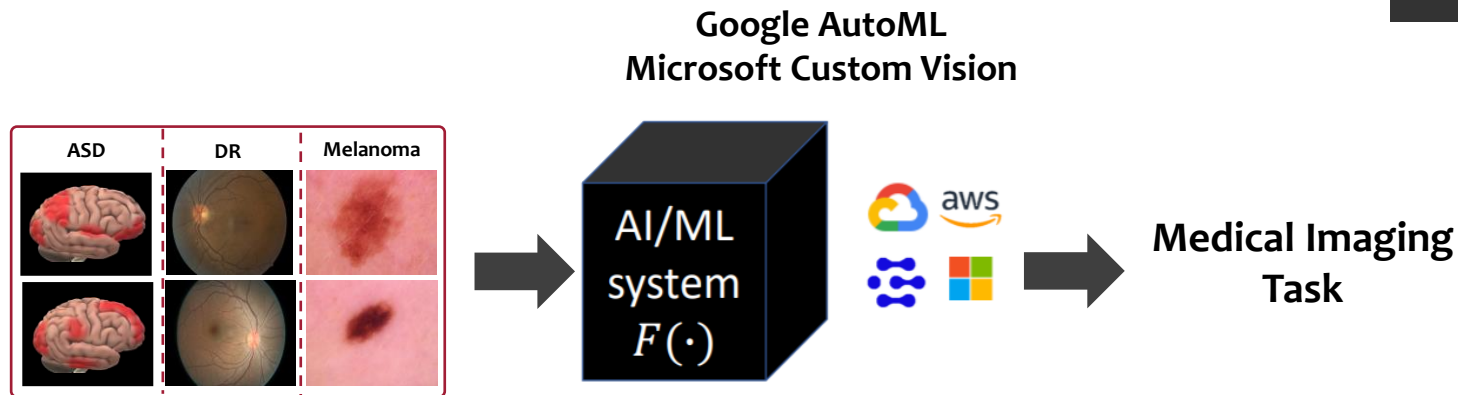 Google AutoML
Microsoft Custom Vision
ASD
DR
Melanoma
AI/ML
system
F(·)
aws
Medical Imaging
Task